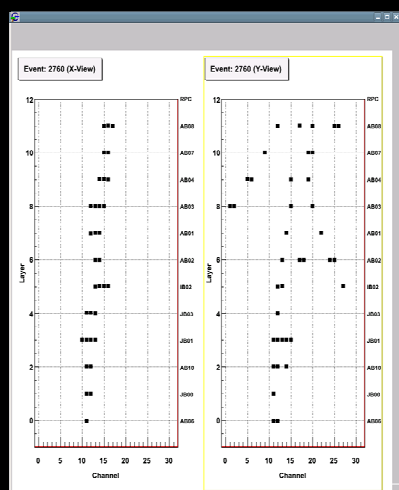 Event: 2760 (X-View)
Event: 2760 (Y-View)
12
10
8
6
4
2
0
Layer
RPC
AB08
AB07
AB04
AB03
AB01
AB02
IB02
JB03
JB01
AB10
JB00
AB06
0 5 10 15 20 25 30
Channel
12
10
8
6
4
2
0
Layer
RPC
AB08
AB07
AB04
AB03
AB01
AB02
IB02
JB03
JB01
AB10
JB00
AB06
0 5 10 15 20 25 30
Channel